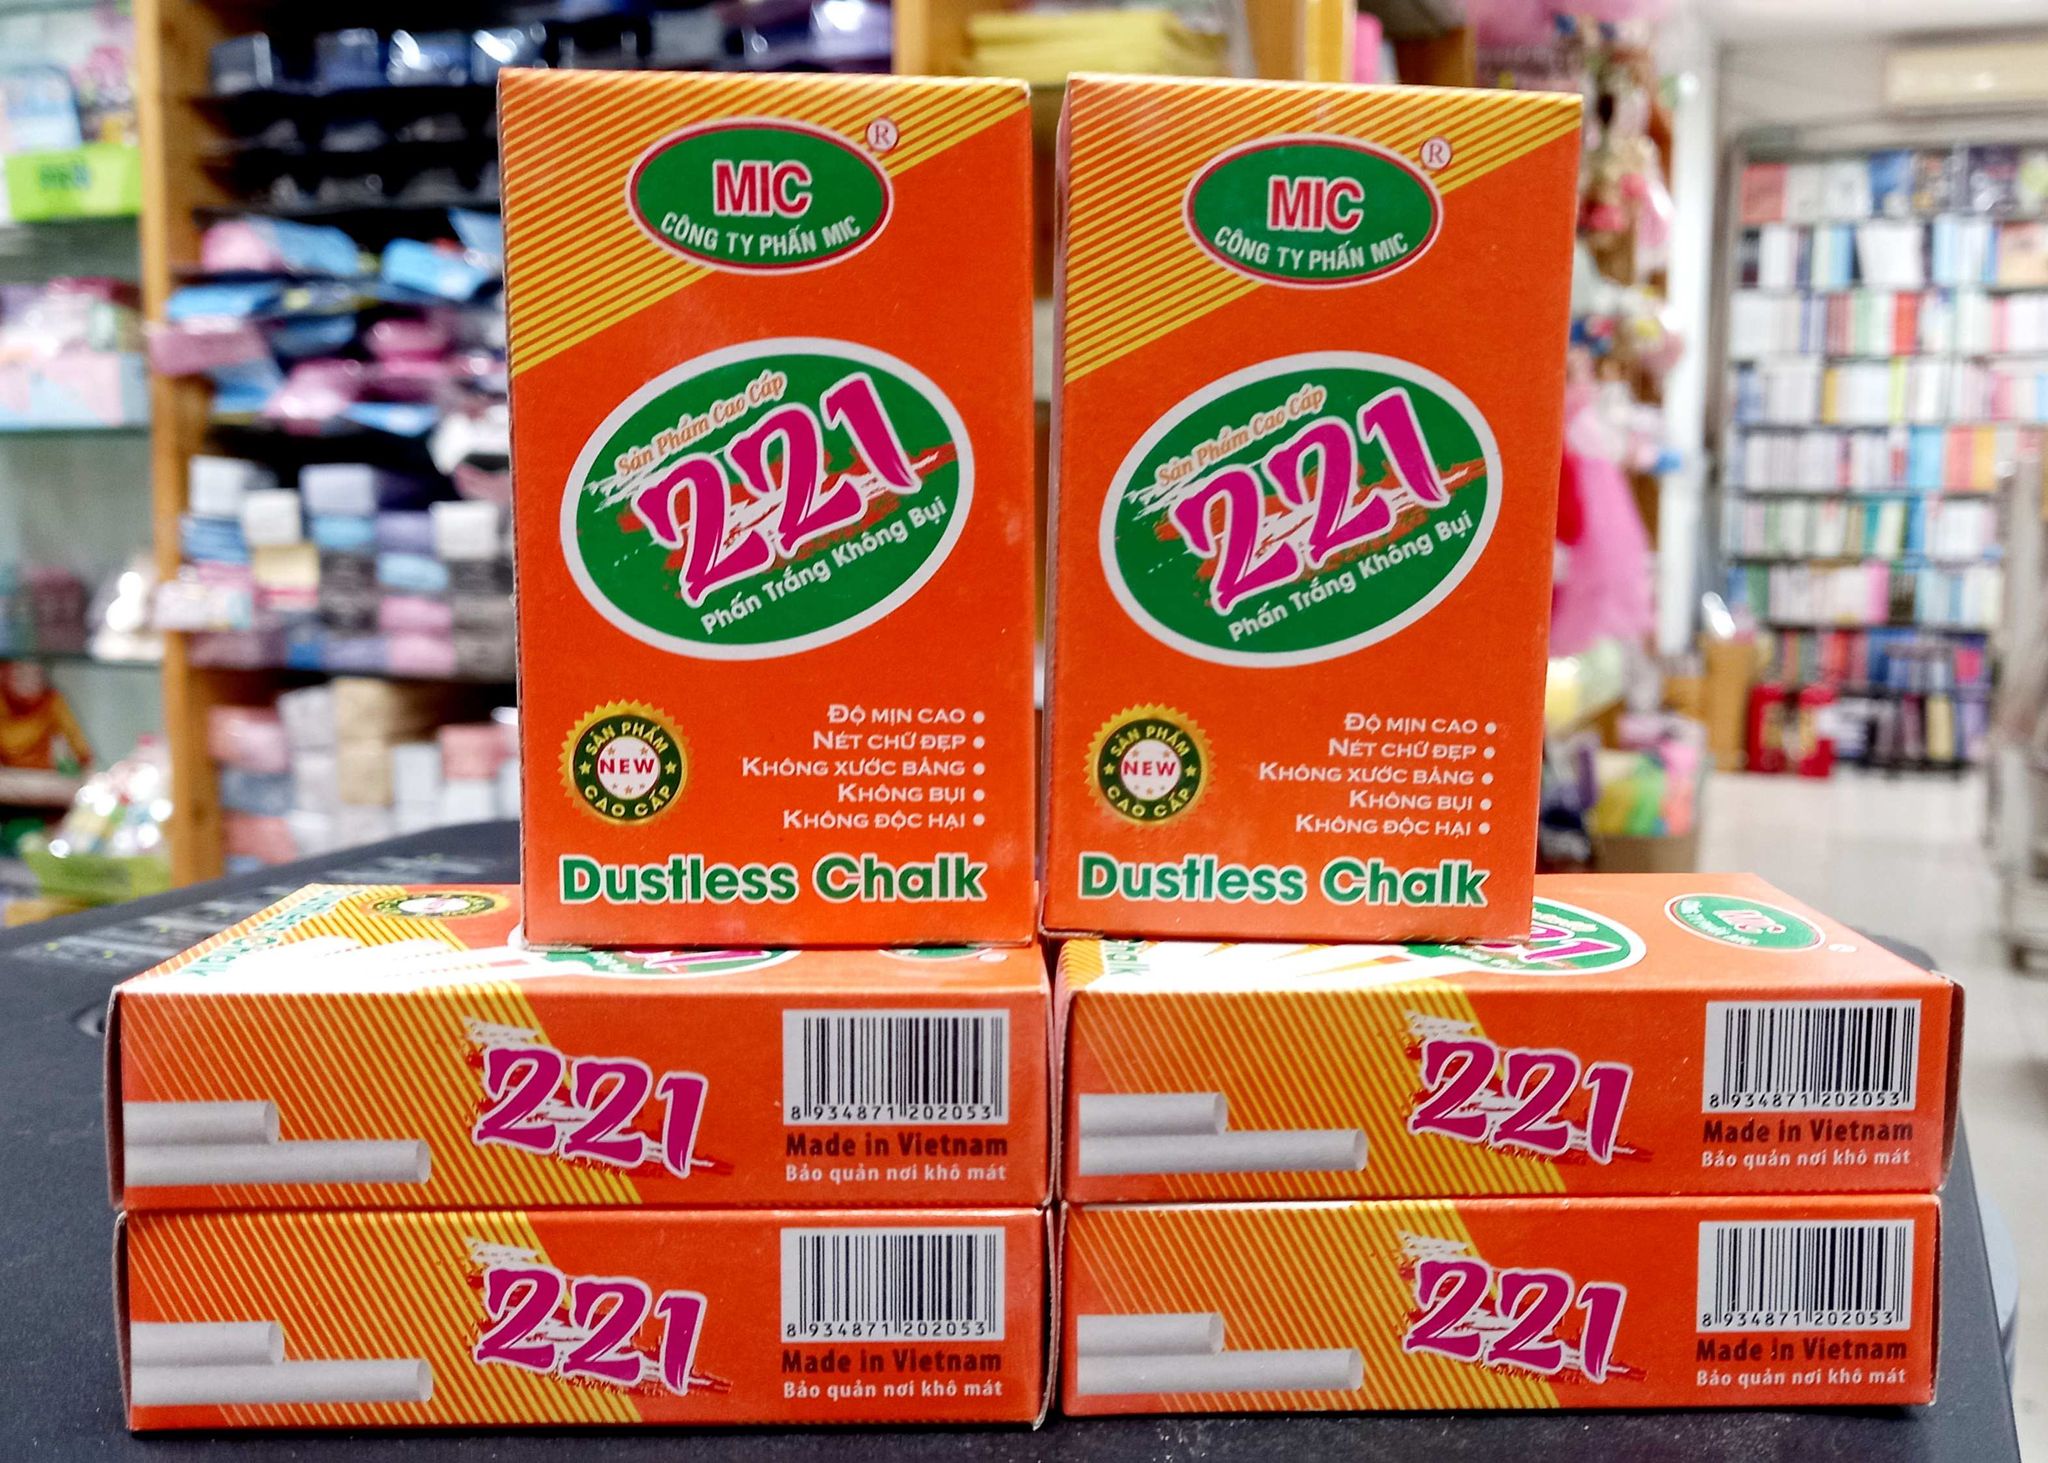 MIC
®
CÔNG TY PHẤN MIC
Sản Phẩm Cao Cấp
221
Phấn Trắng Không Bụi
SẢN PHẨM
NEW
CAO CẤP
ĐỘ MỊN CAO •
NÉT CHỮ ĐẸP •
KHÔNG XƯỚC BẢNG •
KHÔNG BỤI •
KHÔNG ĐỘC HẠI •
Dustless Chalk
MIC
®
CÔNG TY PHẤN MIC
Sản Phẩm Cao Cấp
221
Phấn Trắng Không Bụi
SẢN PHẨM
NEW
CAO CẤP
ĐỘ MỊN CAO •
NÉT CHỮ ĐẸP •
KHÔNG XƯỚC BẢNG •
KHÔNG BỤI •
KHÔNG ĐỘC HẠI •
Dustless Chalk
Chalk
MIC
221
8 934871 202053
Made in Vietnam
Bảo quản nơi khô mát
221
8 934871 202053
Made in Vietnam
Bảo quản nơi khô mát
221
8 934871 202053
Made in Vietnam
Bảo quản nơi khô mát
221
8 934871 202053
Made in Vietnam
Bảo quản nơi khô mát